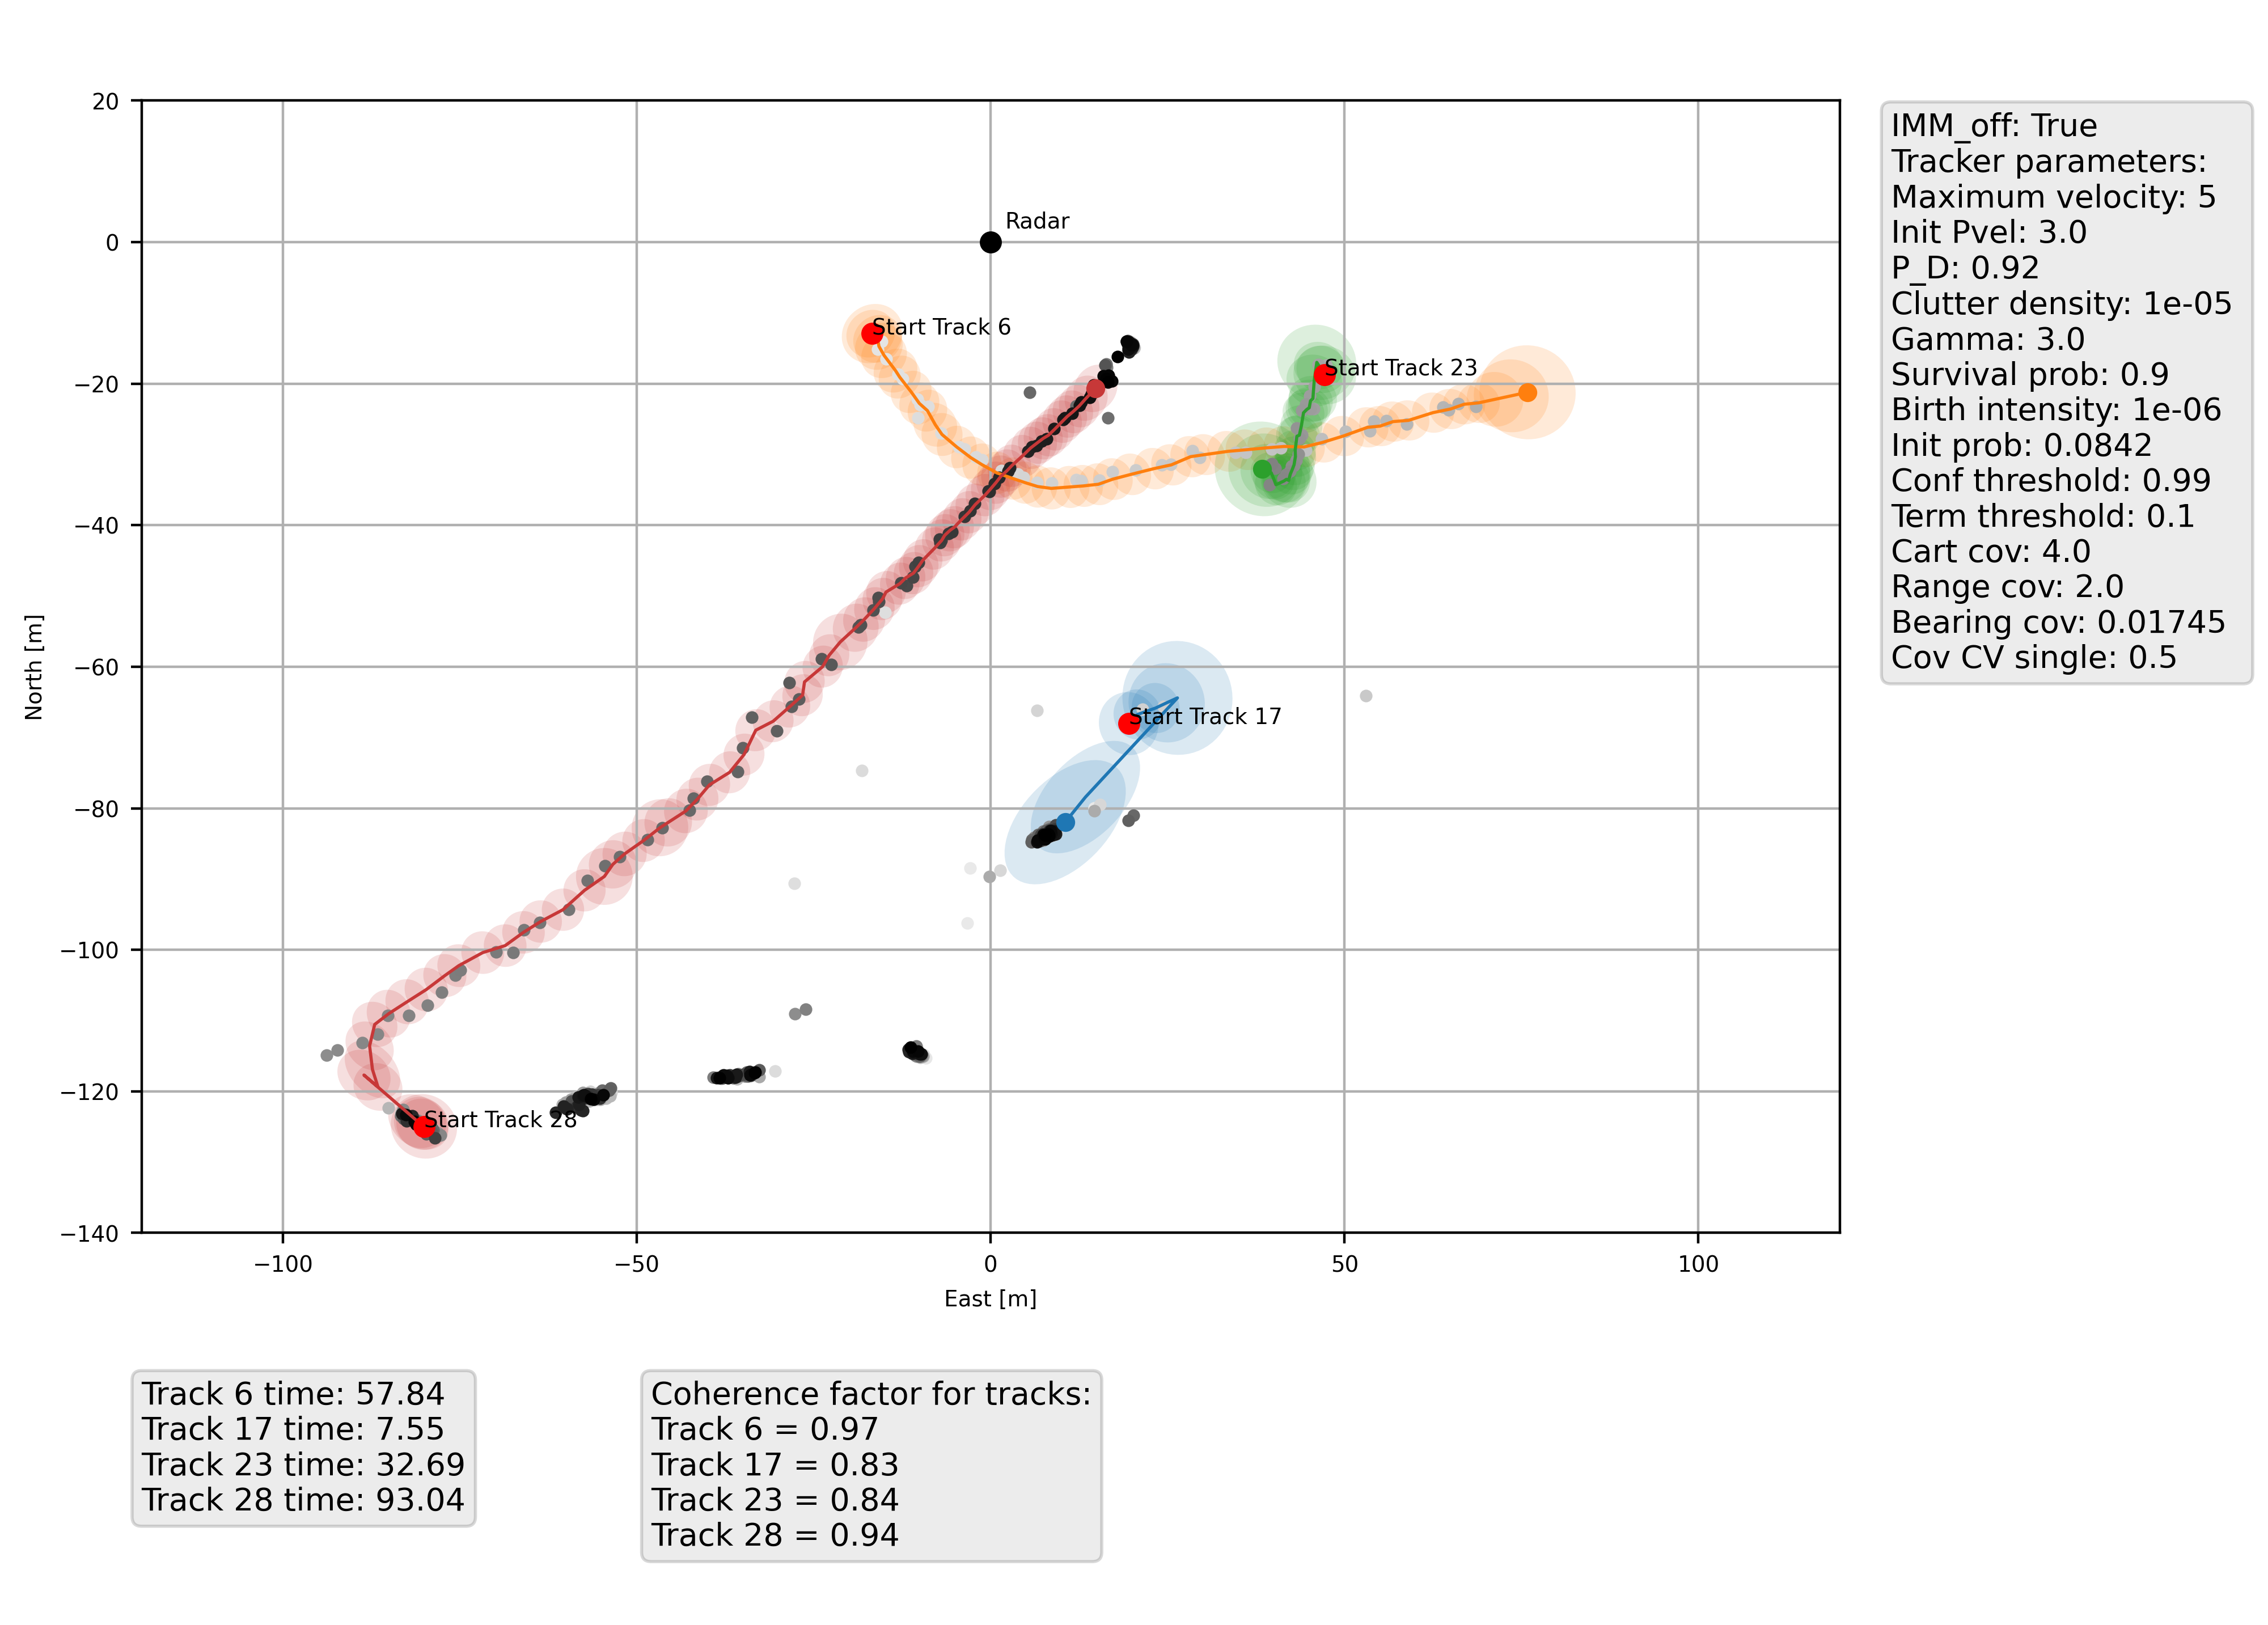 20
0
−20
−40
−60
−80
−100
−120
−140
North [m]
−100
−50
0
50
100
East [m]
Radar
Start Track 6
Start Track 23
Start Track 17
Start Track 28
IMM_off: True
Tracker parameters:
Maximum velocity: 5
Init Pvel: 3.0
P_D: 0.92
Clutter density: 1e-05
Gamma: 3.0
Survival prob: 0.9
Birth intensity: 1e-06
Init prob: 0.0842
Conf threshold: 0.99
Term threshold: 0.1
Cart cov: 4.0
Range cov: 2.0
Bearing cov: 0.01745
Cov CV single: 0.5
Track 6 time: 57.84
Track 17 time: 7.55
Track 23 time: 32.69
Track 28 time: 93.04
Coherence factor for tracks:
Track 6 = 0.97
Track 17 = 0.83
Track 23 = 0.84
Track 28 = 0.94